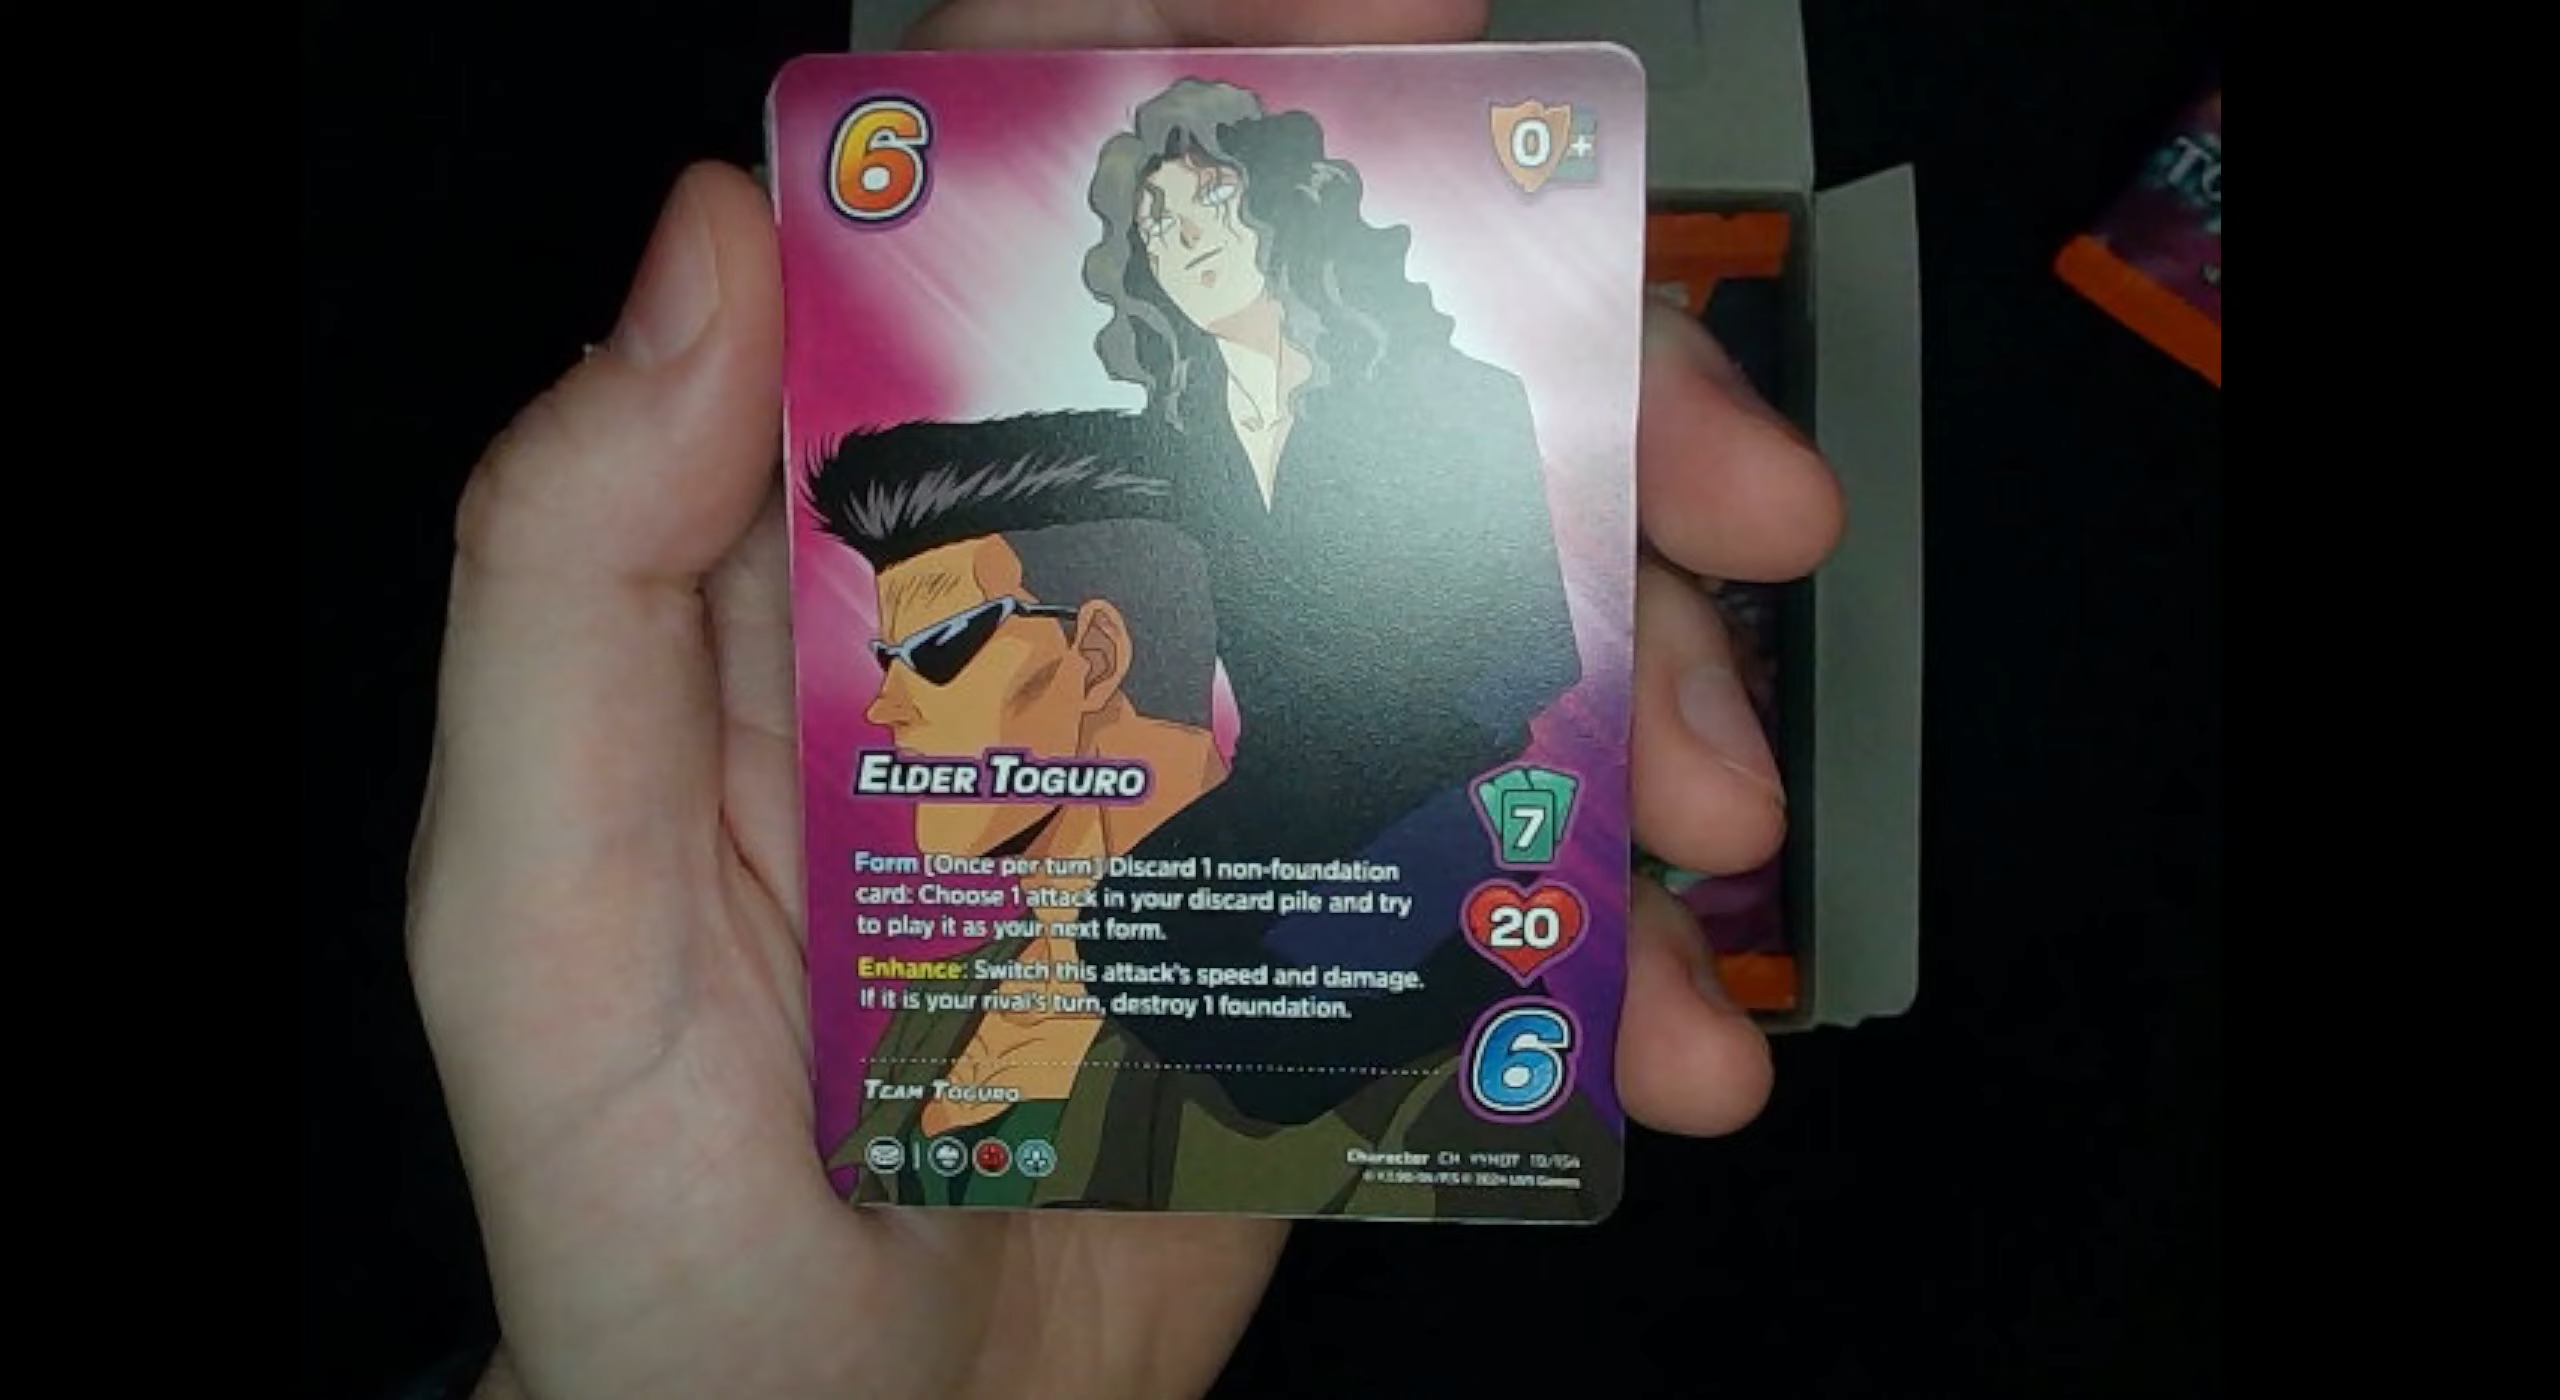 6
0 +
ELDER TOGURO
7
Form [Once per turn] Discard 1 non-foundation
card: Choose 1 attack in your discard pile and try
to play it as your next form.
20
Enhance: Switch this attack's speed and damage.
If it is your rival's turn, destroy 1 foundation.
6
TEAM TOGURO
Character CH